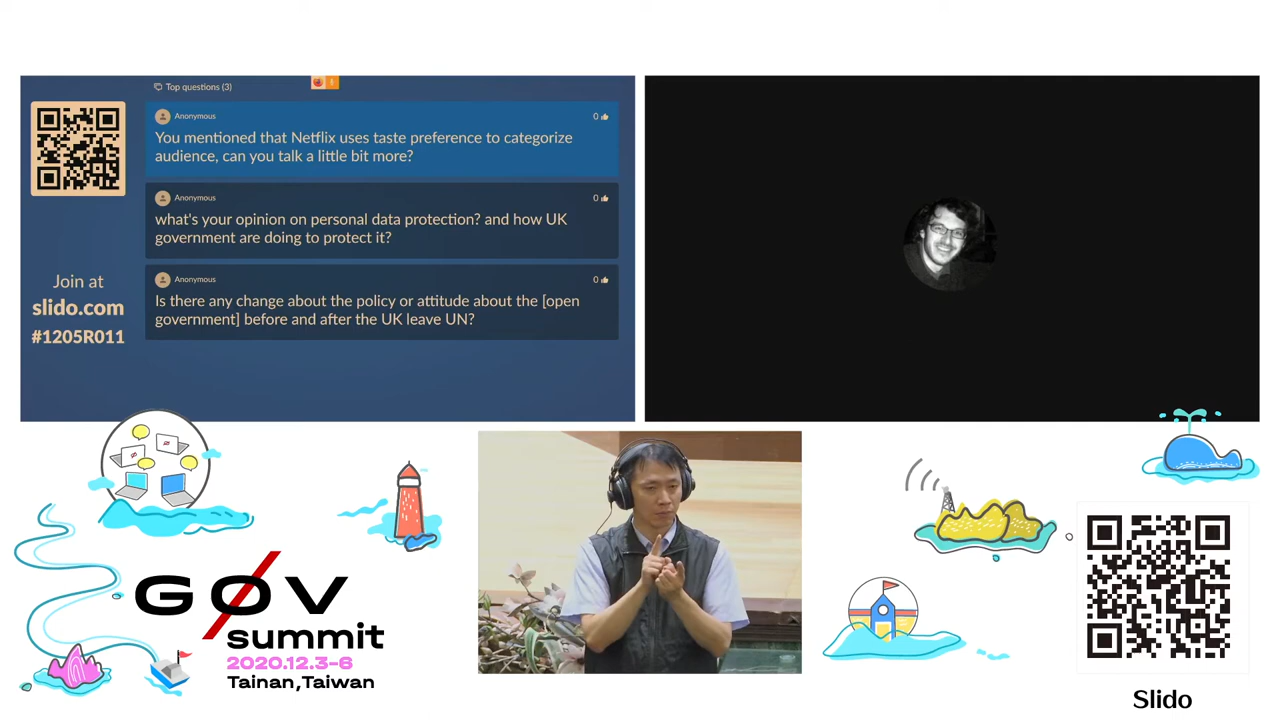 Top questions (3)
Anonymous
0
You mentioned that Netflix uses taste preference to categorize
audience, can you talk a little bit more?
Anonymous
0
what's your opinion on personal data protection? and how UK
government are doing to protect it?
Anonymous
0
Is there any change about the policy or attitude about the [open
government] before and after the UK leave UN?
Join at
slido.com
#1205R011
GØV
summit
2020.12.3-6
Tainan,Taiwan
Slido